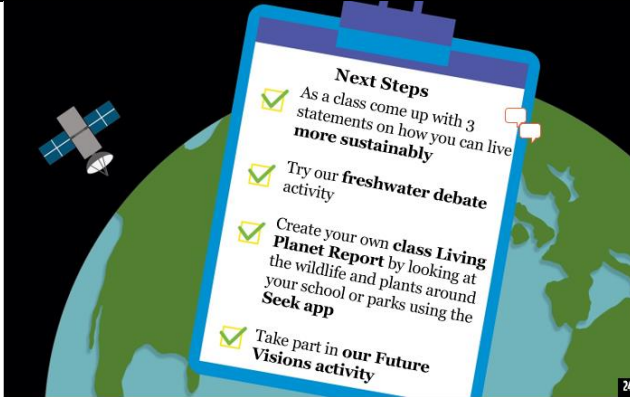 Next Steps
As a class come up with 3
statements on how you can live
more sustainably
Try our freshwater debate
activity
Create your own class Living
Planet Report by looking at
the wildlife and plants around
your school or parks using the
Seek app
Take part in our Future
Visions activity